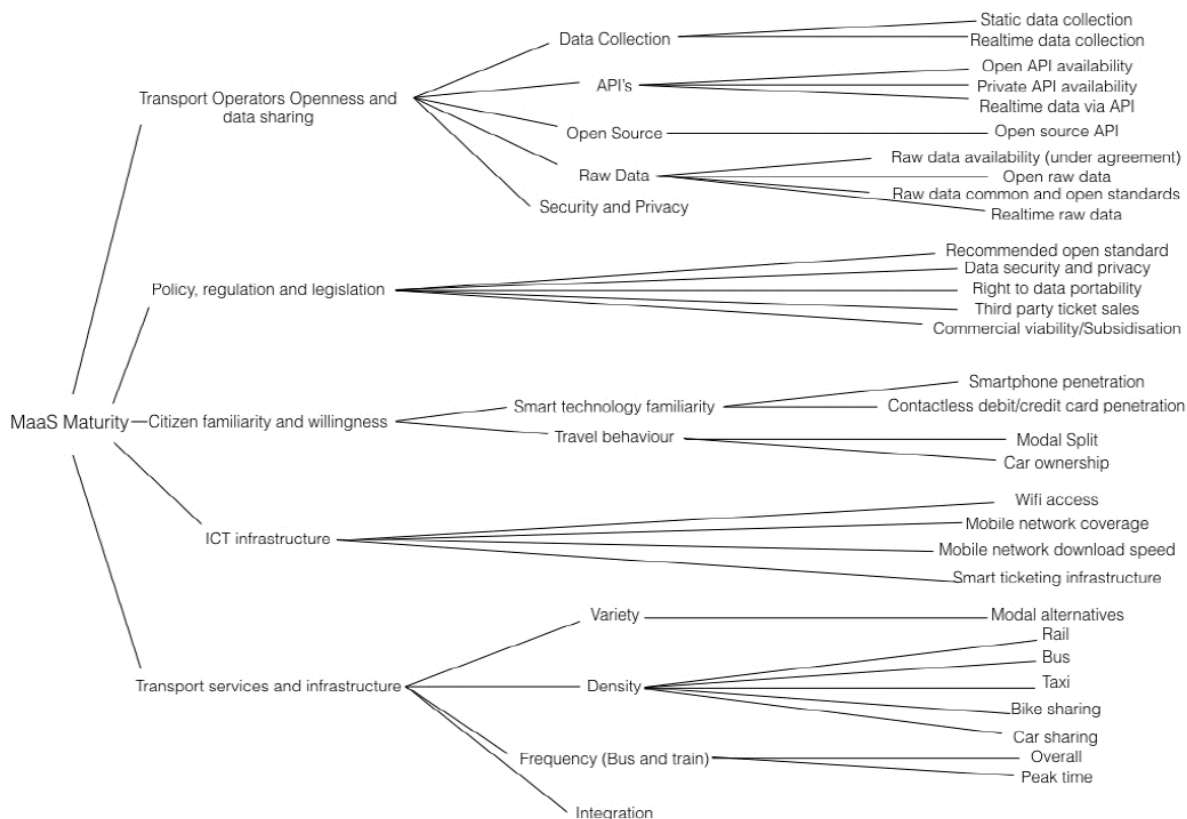 MaaS Maturity
Transport Operators Openness and
data sharing
Data Collection
Static data collection
Realtime data collection
API's
Open API availability
Private API availability
Realtime data via API
Open Source
Open source API
Raw Data
Raw data availability (under agreement)
Open raw data
Raw data common and open standards
Realtime raw data
Security and Privacy
Policy, regulation and legislation
Recommended open standard
Data security and privacy
Right to data portability
Third party ticket sales
Commercial viability/Subsidisation
Citizen familiarity and willingness
Smart technology familiarity
Smartphone penetration
Contactless debit/credit card penetration
Travel behaviour
Modal Split
Car ownership
ICT infrastructure
Wifi access
Mobile network coverage
Mobile network download speed
Smart ticketing infrastructure
Transport services and infrastructure
Variety
Modal alternatives
Density
Rail
Bus
Taxi
Bike sharing
Car sharing
Frequency (Bus and train)
Overall
Peak time
Integration